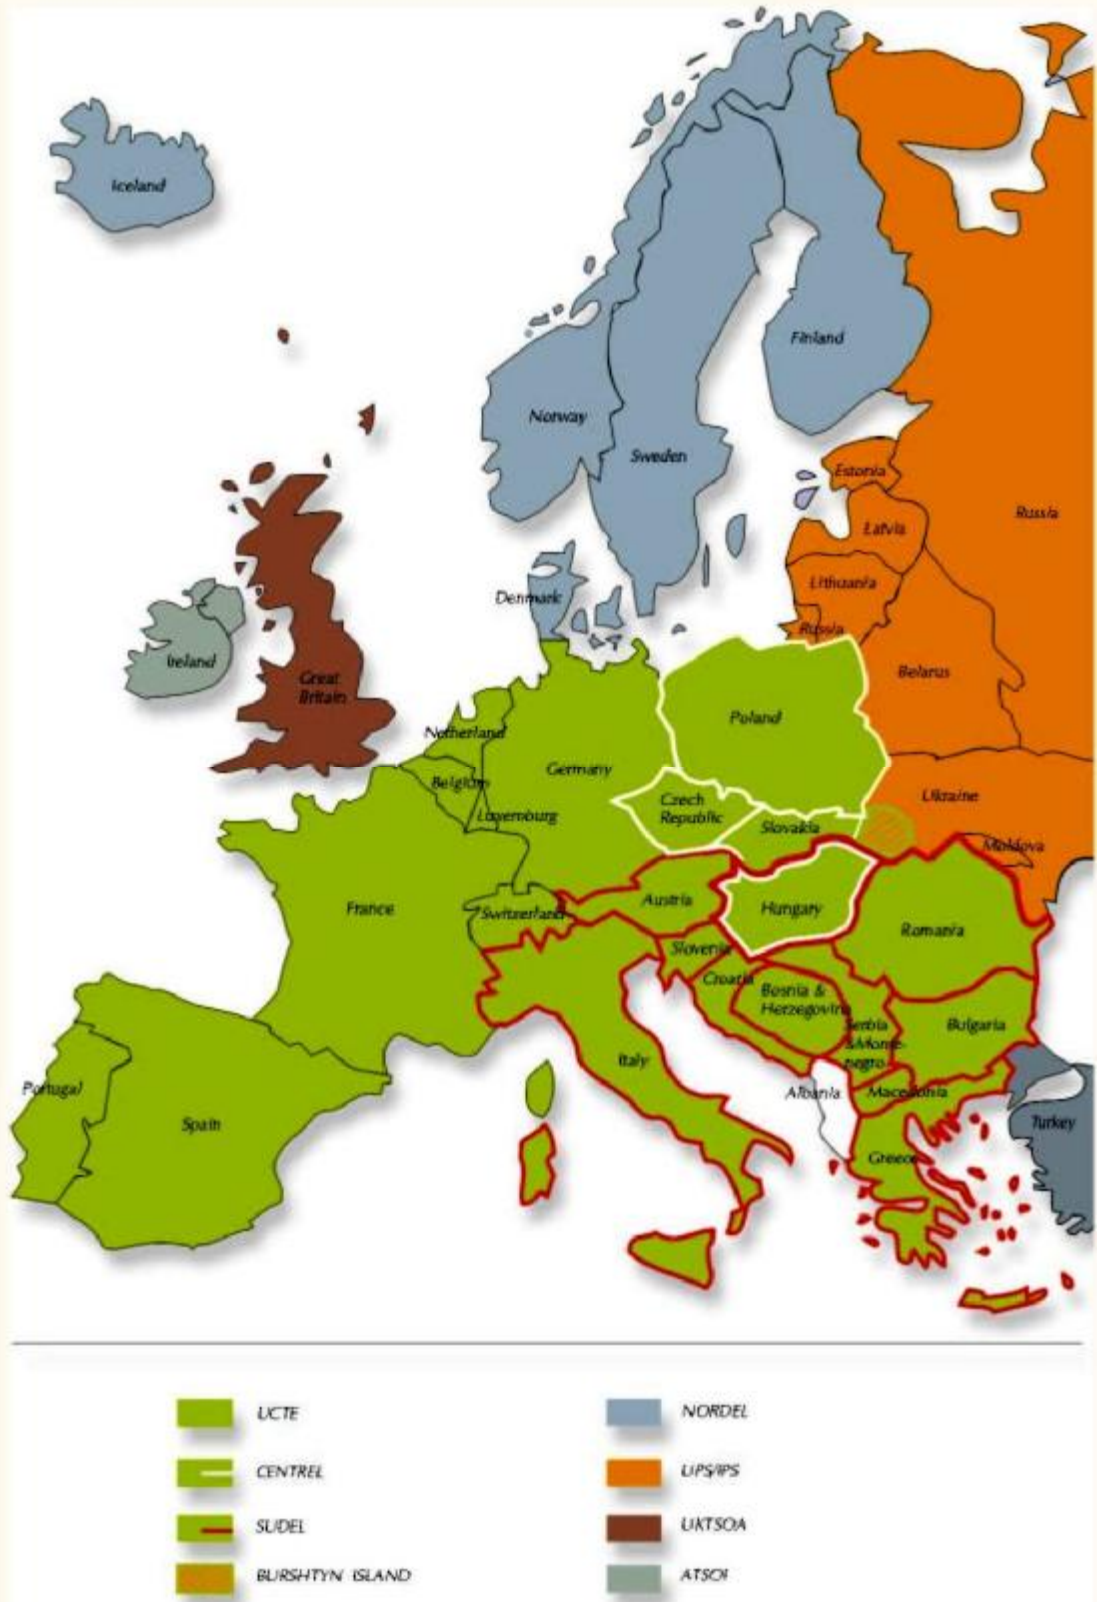 Iceland
Finland
Norway
Sweden
Estonia
Russia
Latvia
Lithuania
Denmark
Russia
Ireland
Belarus
Great
Britain
Poland
Netherland
Germany
Belgium
Czech
Republic
Ukraine
Luxemburg
Slovakia
Moldova
Austria
France
Hungary
Switzerland
Romania
Slovenia
Croatia
Bosnia &
Herzegovina
Serbia
&Monte-
negro
Bulgaria
Italy
Portugal
Albania
Macedonia
Spain
Turkey
Greece
UCTE
NORDEL
CENTREL
UPS/IPS
SUDEL
UKTSOA
BURSHTYN ISLAND
ATSOI